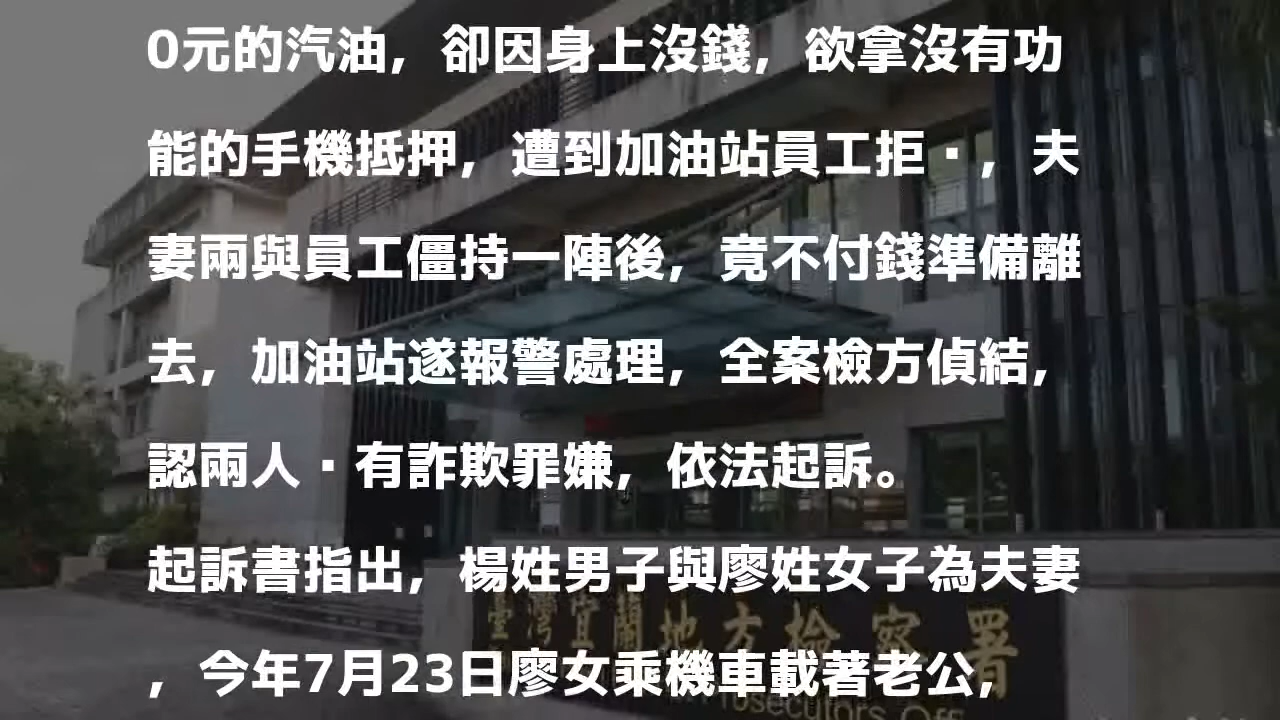 0元的汽油，卻因身上沒錢，欲拿沒有功
能的手機抵押，遭到加油站員工拒▪，夫
妻兩與員工僵持一陣後，竟不付錢準備離
去，加油站遂報警處理，全案檢方偵結，
認兩人▪有詐欺罪嫌，依法起訴。
起訴書指出，楊姓男子與廖姓女子為夫妻
，今年7月23日廖女乘機車載著老公，
臺灣宜蘭地方檢察署
Prosecutors Offi